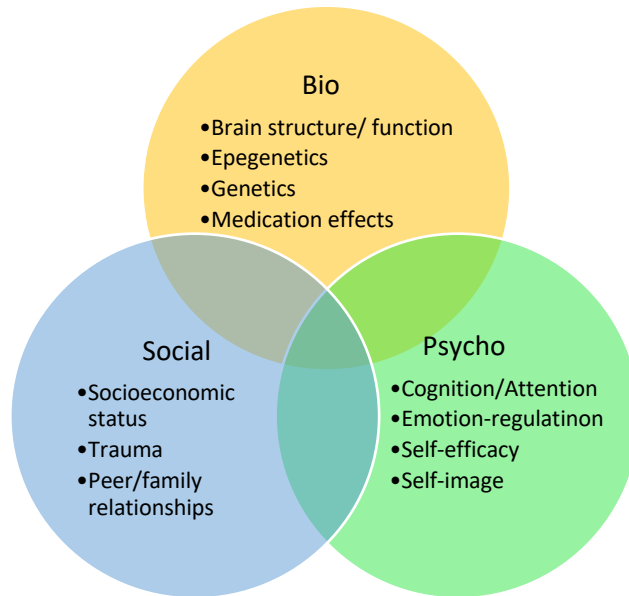 Bio
•Brain structure/ function
•Epegenetics
•Genetics
•Medication effects
Social
•Socioeconomic
status
•Trauma
•Peer/family
relationships
Psycho
•Cognition/Attention
•Emotion-regulatinon
•Self-efficacy
•Self-image